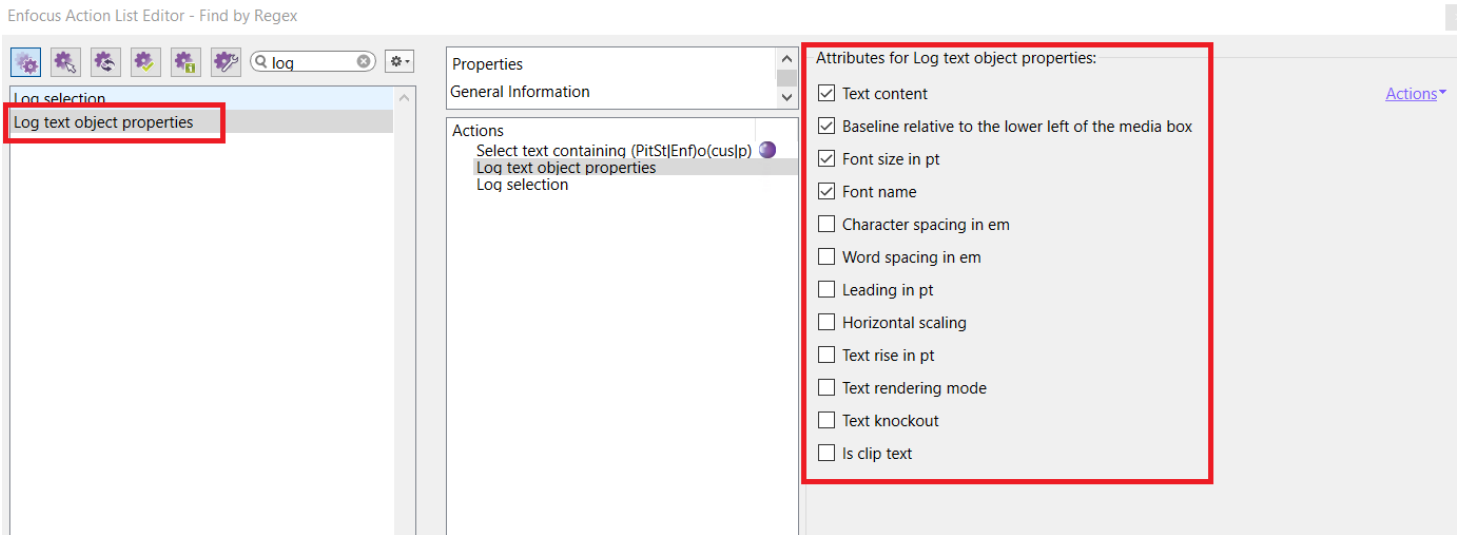 Enfocus Action List Editor - Find by Regex
log
Log selection
Log text object properties
Properties
General Information
Actions
Select text containing (PitSt|Enf)o(cus|p)
Log text object properties
Log selection
Attributes for Log text object properties:
Text content
Actions
Baseline relative to the lower left of the media box
Font size in pt
Font name
Character spacing in em
Word spacing in em
Leading in pt
Horizontal scaling
Text rise in pt
Text rendering mode
Text knockout
Is clip text